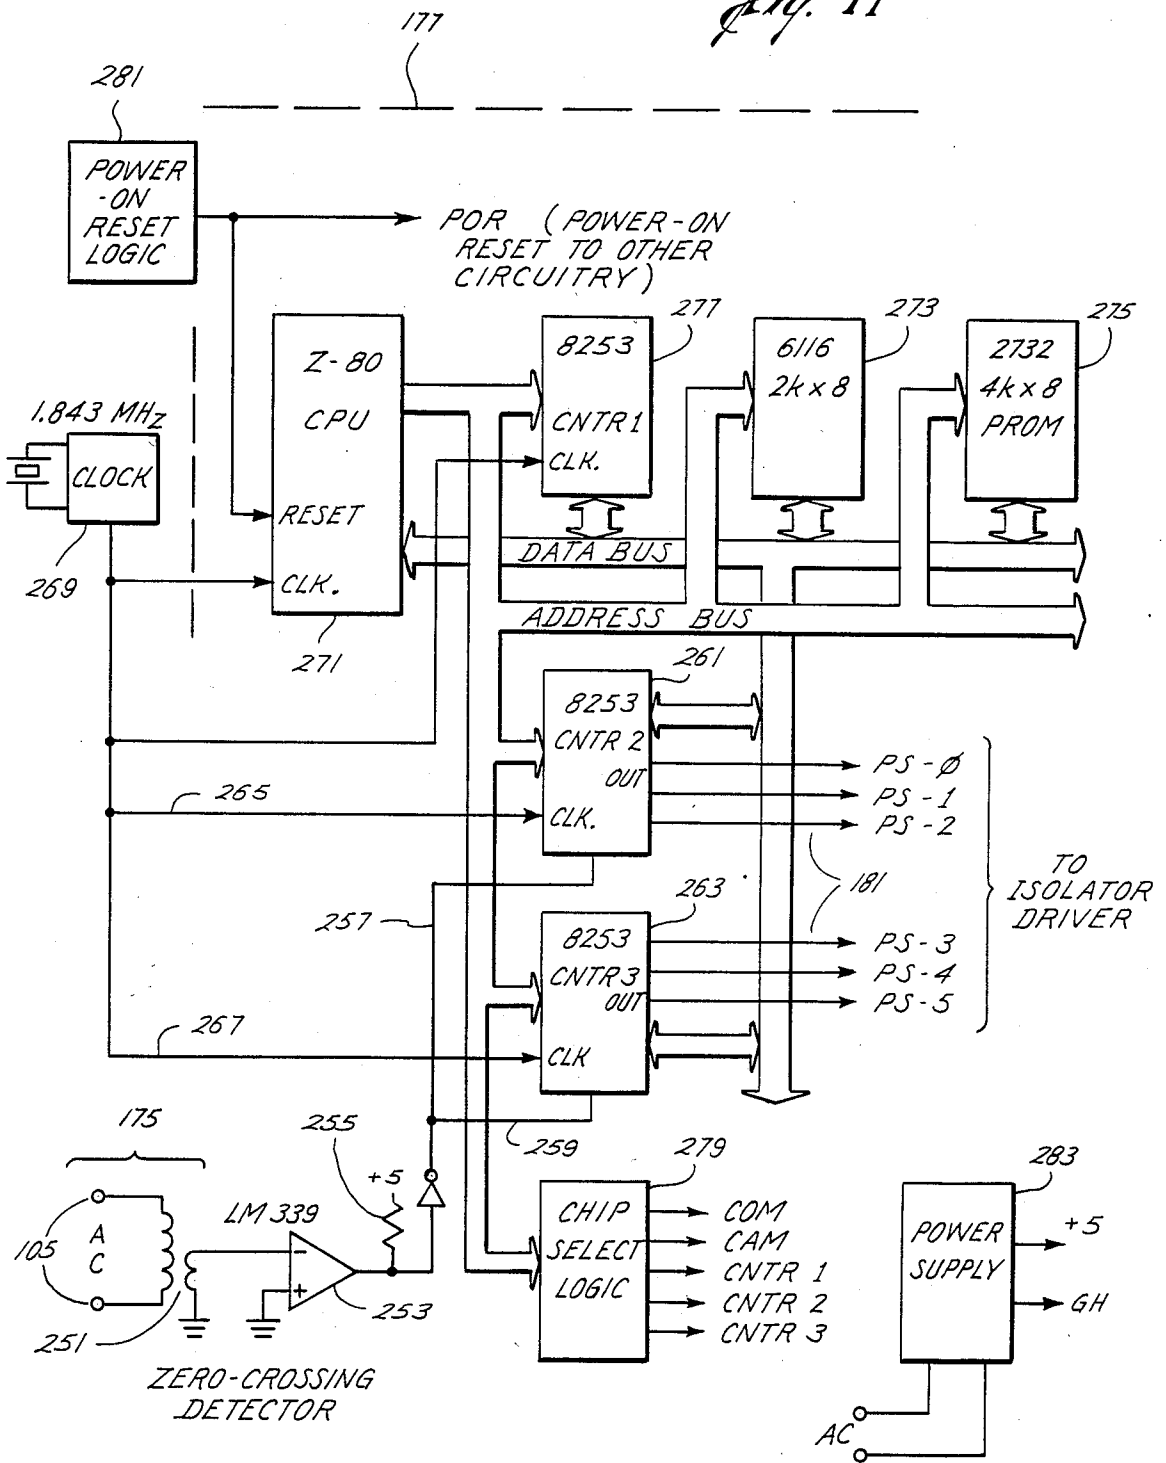 Fig. 11
177
281
POWER
-ON
RESET
LOGIC
POR (POWER-ON
RESET TO OTHER
CIRCUITRY)
277
273
275
Z-80
CPU
RESET
CLK.
271
8253
CNTR 1
CLK.
6116
2k x 8
2732
4k x 8
PROM
1.843 MHz
CLOCK
269
DATA BUS
ADDRESS BUS
261
8253
CNTR 2
OUT
CLK.
PS-Ø
PS-1
PS-2
265
181
TO
ISOLATOR
DRIVER
257
263
8253
CNTR 3
OUT
CLK
PS-3
PS-4
PS-5
267
259
175
255
+5
LM 339
105
A
C
-
+
253
251
ZERO-CROSSING
DETECTOR
279
CHIP
SELECT
LOGIC
COM
CAM
CNTR 1
CNTR 2
CNTR 3
283
POWER
SUPPLY
+5
GH
AC